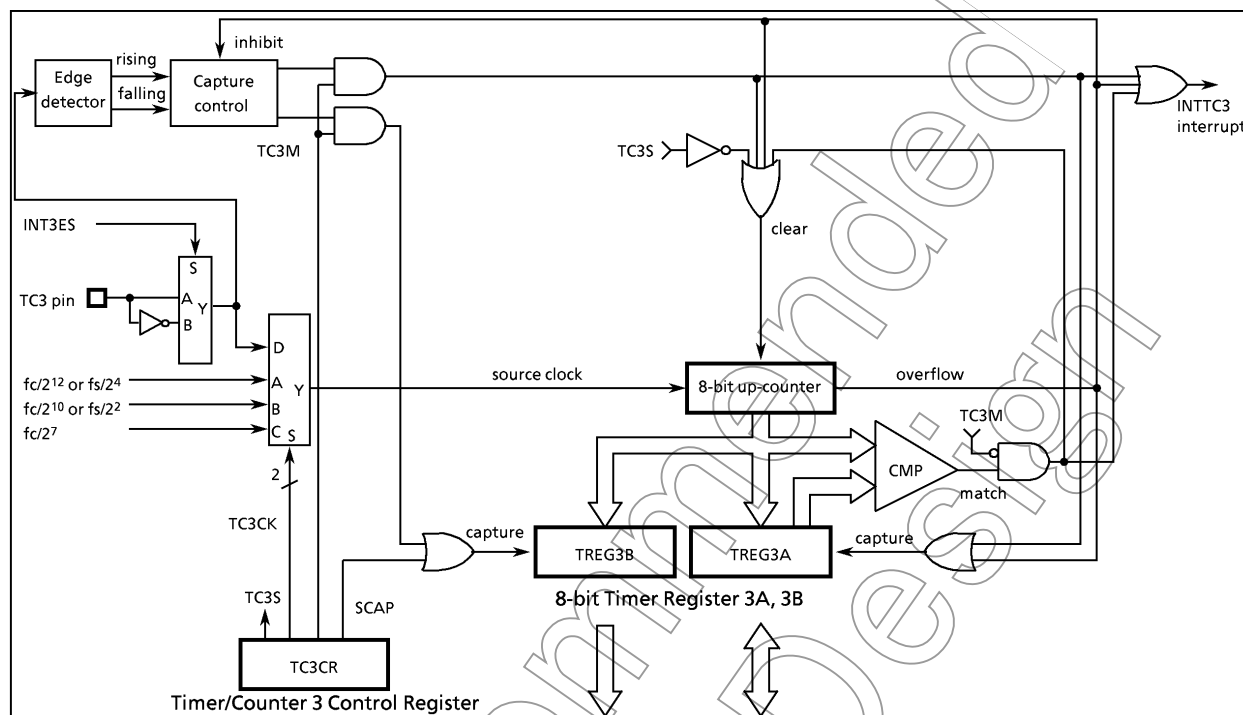 inhibit
Edge
detector
rising
falling
Capture
control
TC3M
TC3S
INTTC3
interrupt
clear
INT3ES
S
TC3 pin
A
Y
B
D
fc/2¹² or fs/2⁴
A
Y
fc/2¹⁰ or fs/2²
B
fc/2⁷
C
S
source clock
8-bit up-counter
overflow
TC3M
CMP
match
2
TC3CK
capture
TREG3B
TREG3A
capture
8-bit Timer Register 3A, 3B
TC3S
SCAP
TC3CR
Timer/Counter 3 Control Register
ommended
Design